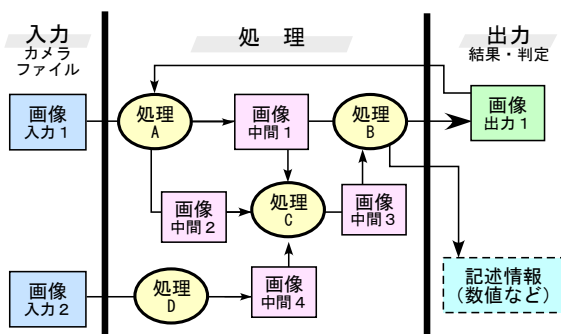 入力
カメラ
ファイル
処 理
出力
結果・判定
画像
入力1
処理
A
画像
中間1
処理
B
画像
出力1
画像
中間2
処理
C
画像
中間3
画像
入力2
処理
D
画像
中間4
記述情報
(数値など)